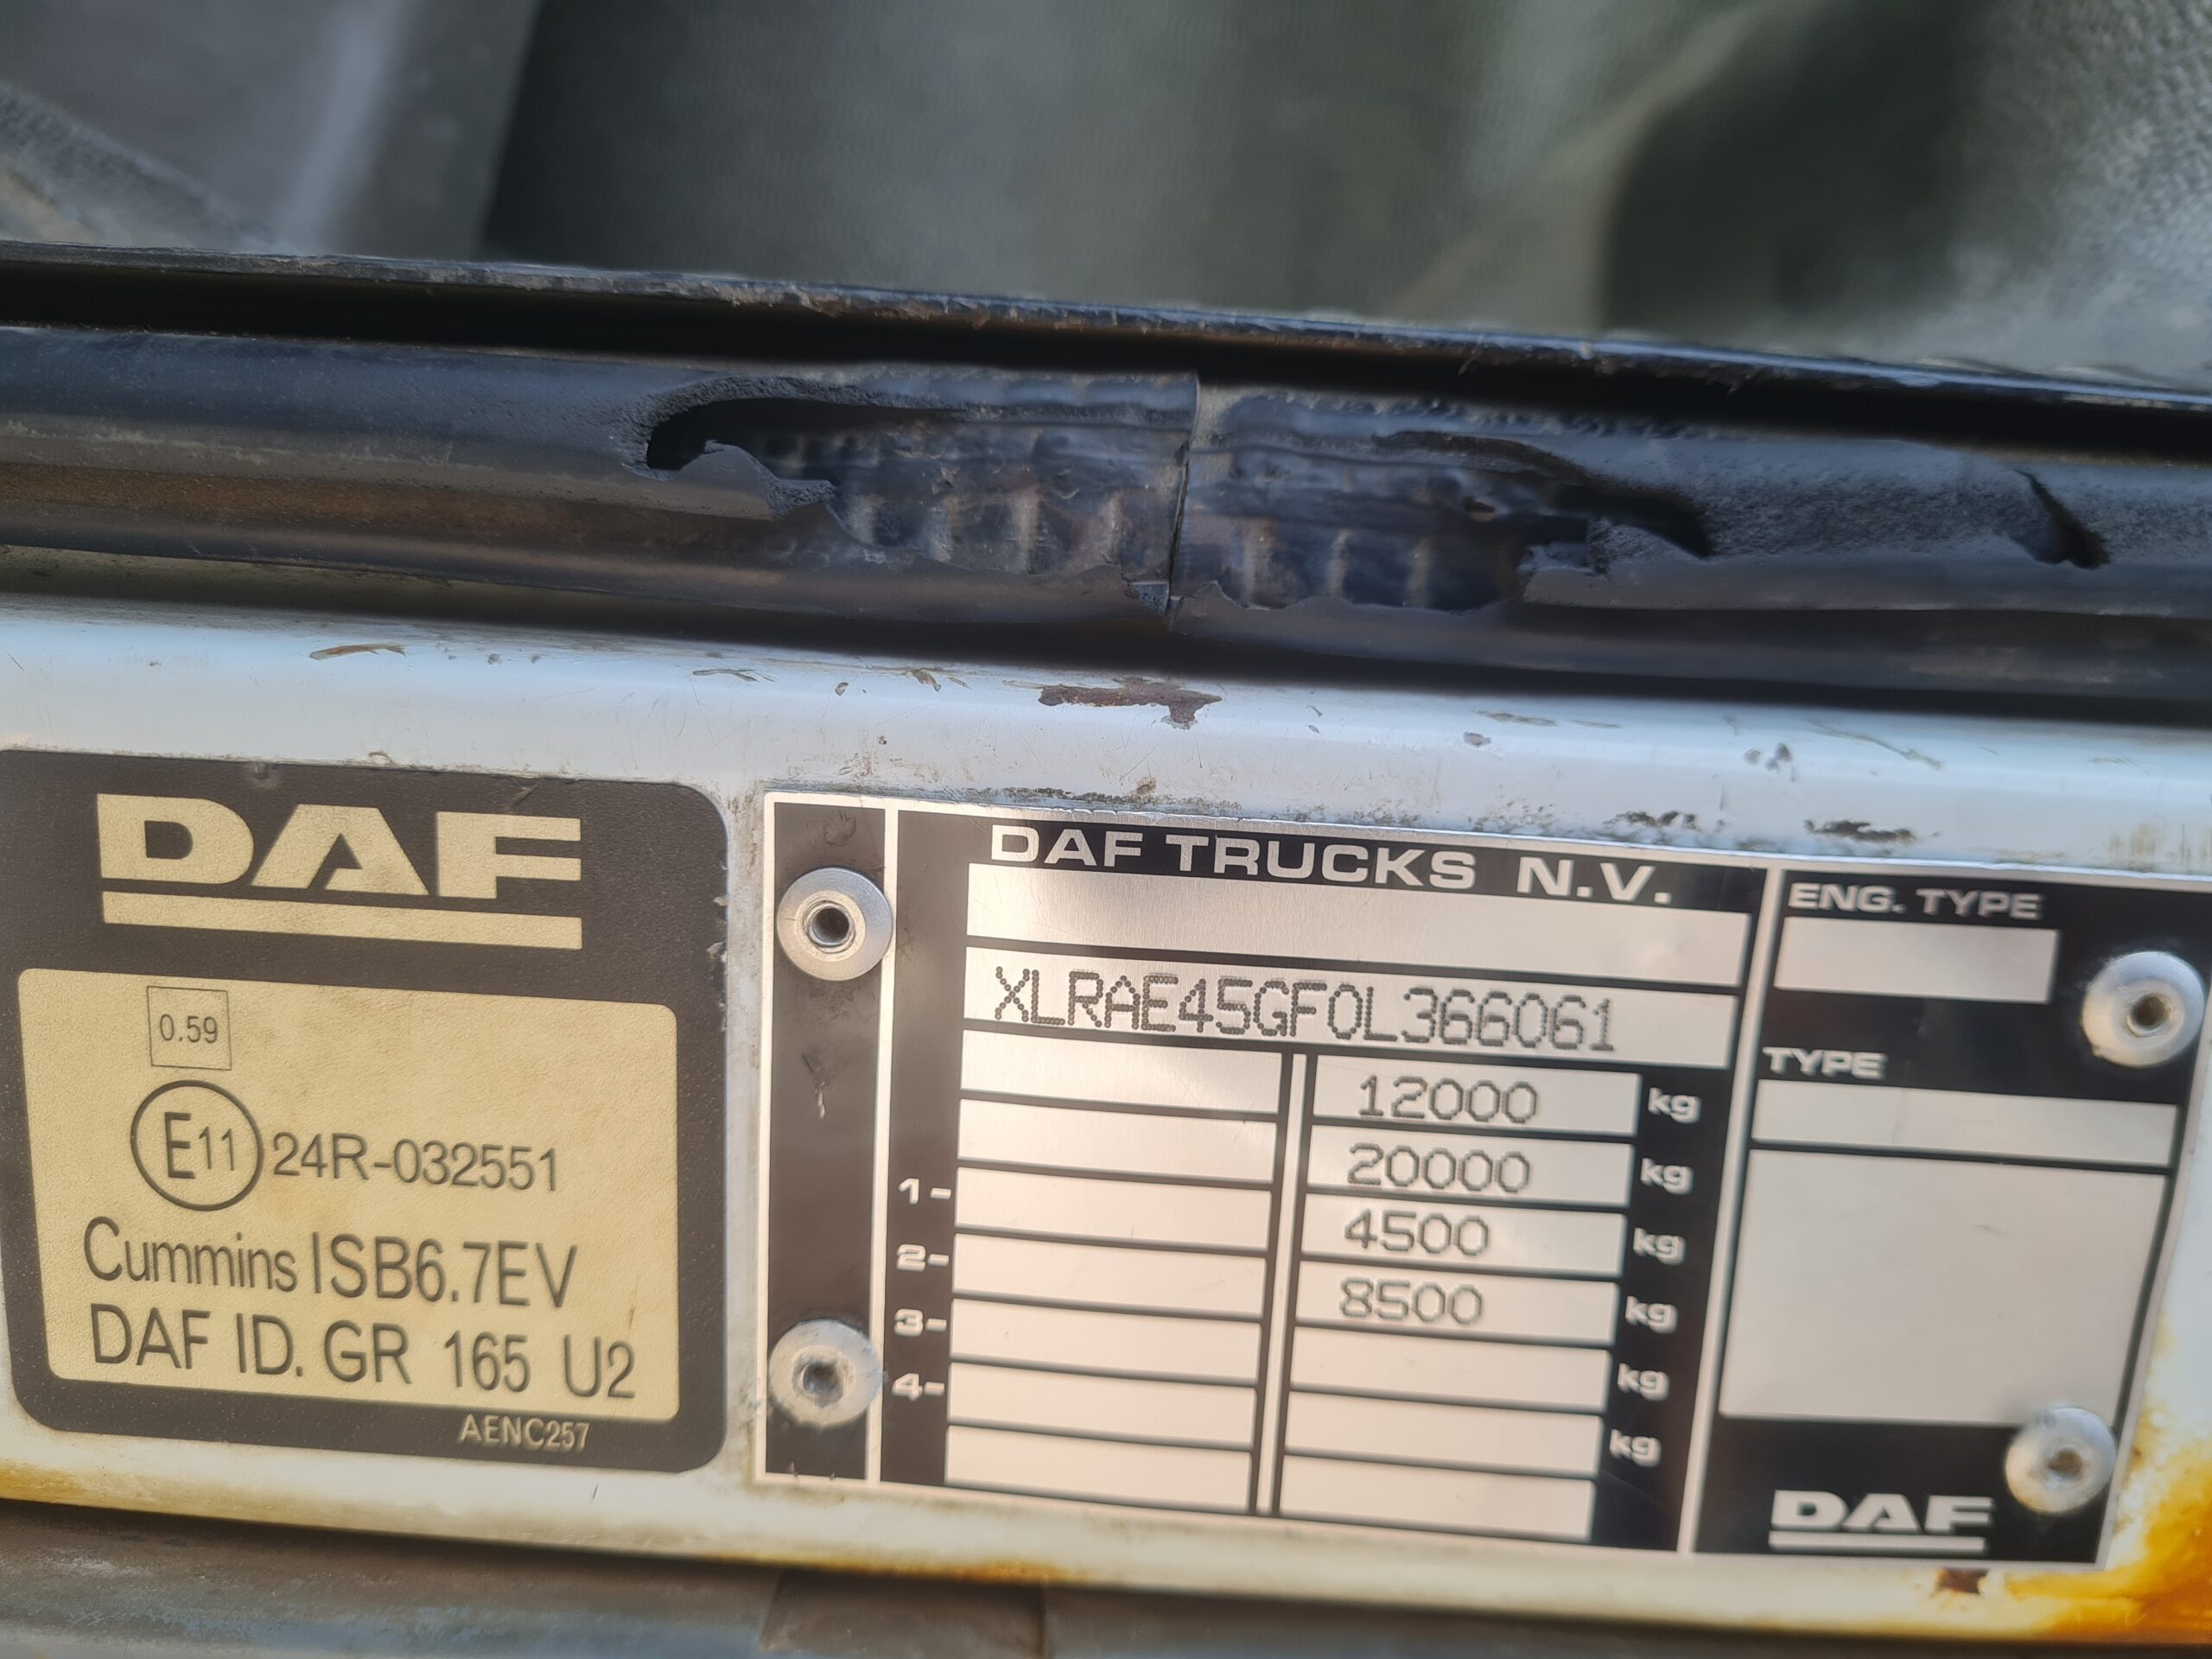 DAF
0.59
E11 24R-032551
Cummins ISB6.7EV
DAF ID. GR 165 U2
AENC257
DAF TRUCKS N.V.
XLRAE45GF0L366061
12000 kg
20000 kg
1- 4500 kg
2- 8500 kg
3- kg
4- kg
ENG. TYPE
TYPE
DAF